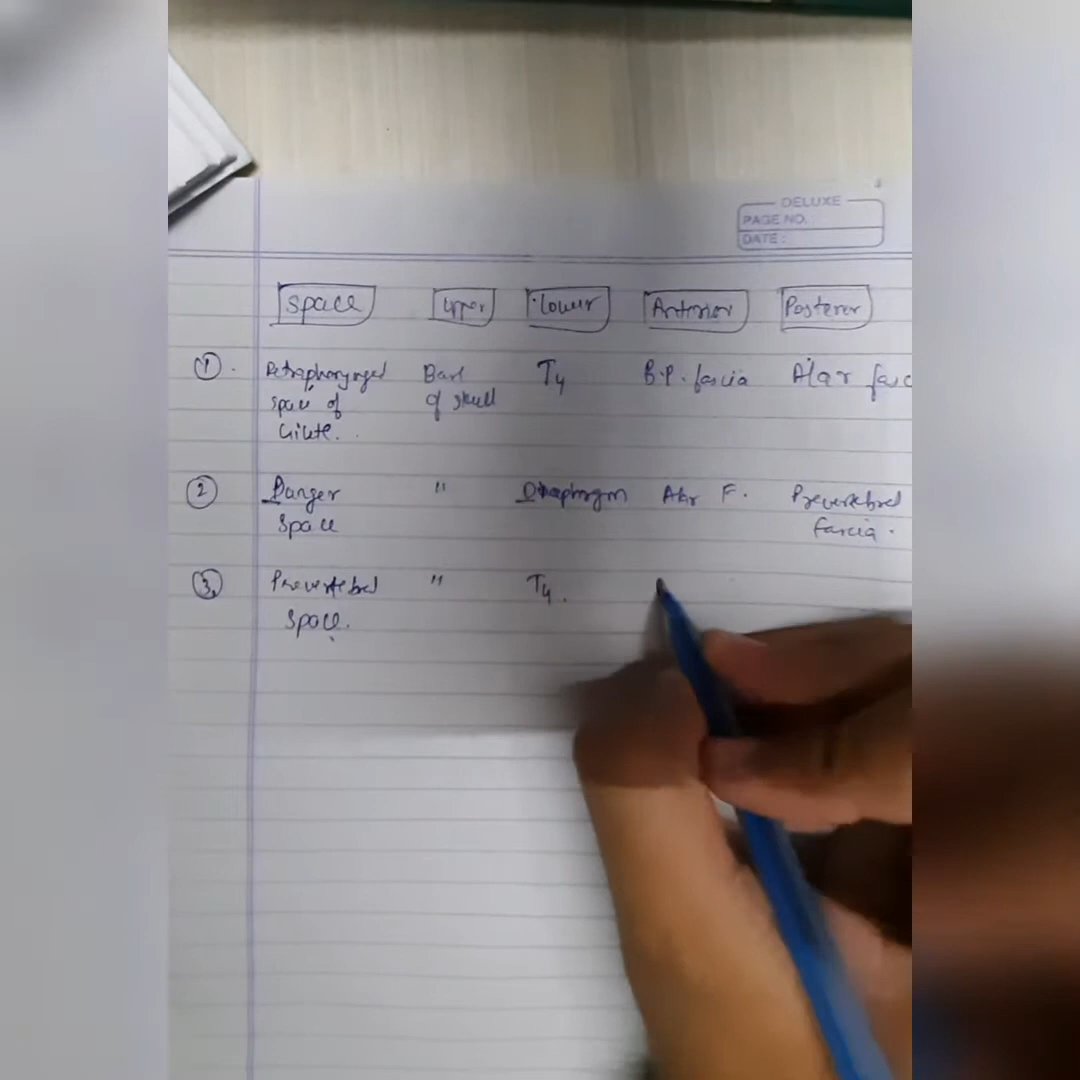 DELUXE
PAGE NO. :
DATE :
Space Upper Lower Anterior Posterior
1. Retropharyngeal Base T4 B.P. fascia Alar fasc
space of of skull
Gillete.
2 Danger " Diaphragm Alar F. Prevertebral
space fascia.
3. Prevertebral " T4.
space.